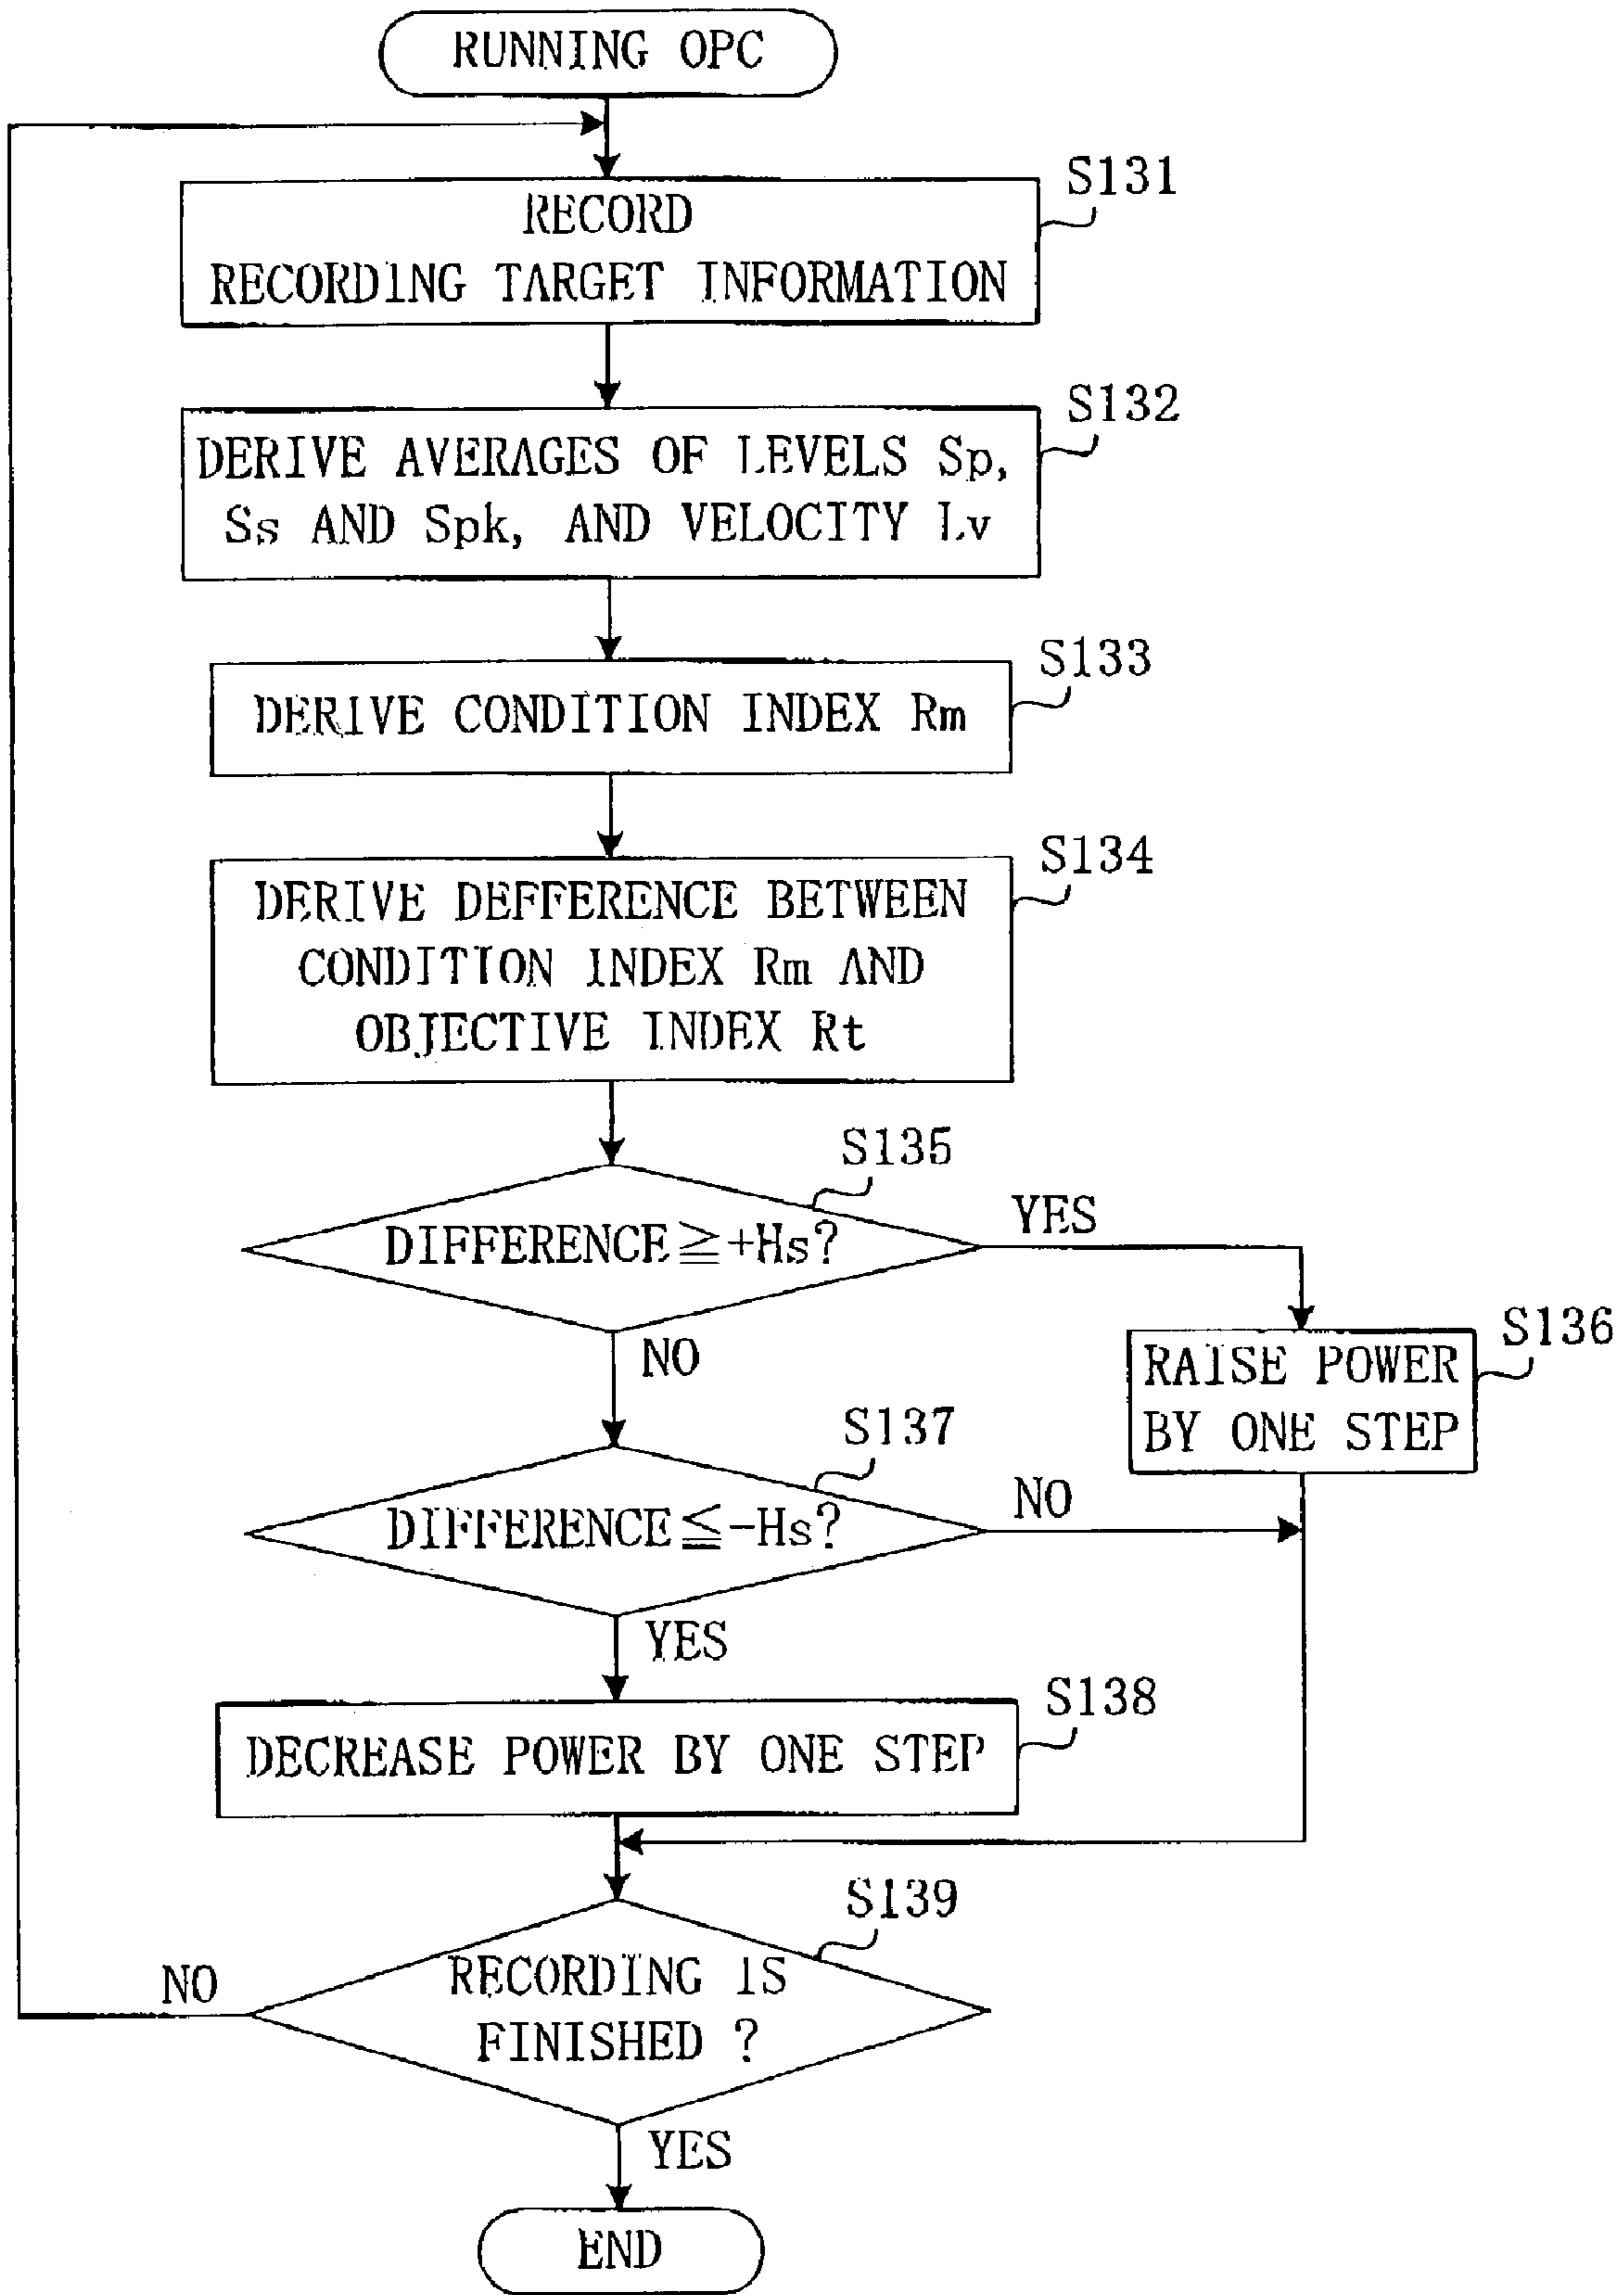 RUNNING OPC
S131
RECORD
RECORDING TARGET INFORMATION
S132
DERIVE AVERAGES OF LEVELS Sp,
Ss AND Spk, AND VELOCITY Lv
S133
DERIVE CONDITION INDEX Rm
S134
DERIVE DEFFERENCE BETWEEN
CONDITION INDEX Rm AND
OBJECTIVE INDEX Rt
S135
DIFFERENCE≧+Hs?
YES
NO
S136
RAISE POWER
BY ONE STEP
S137
DIFFERENCE≦-Hs?
NO
YES
S138
DECREASE POWER BY ONE STEP
S139
RECORDING IS
FINISHED ?
NO
YES
END